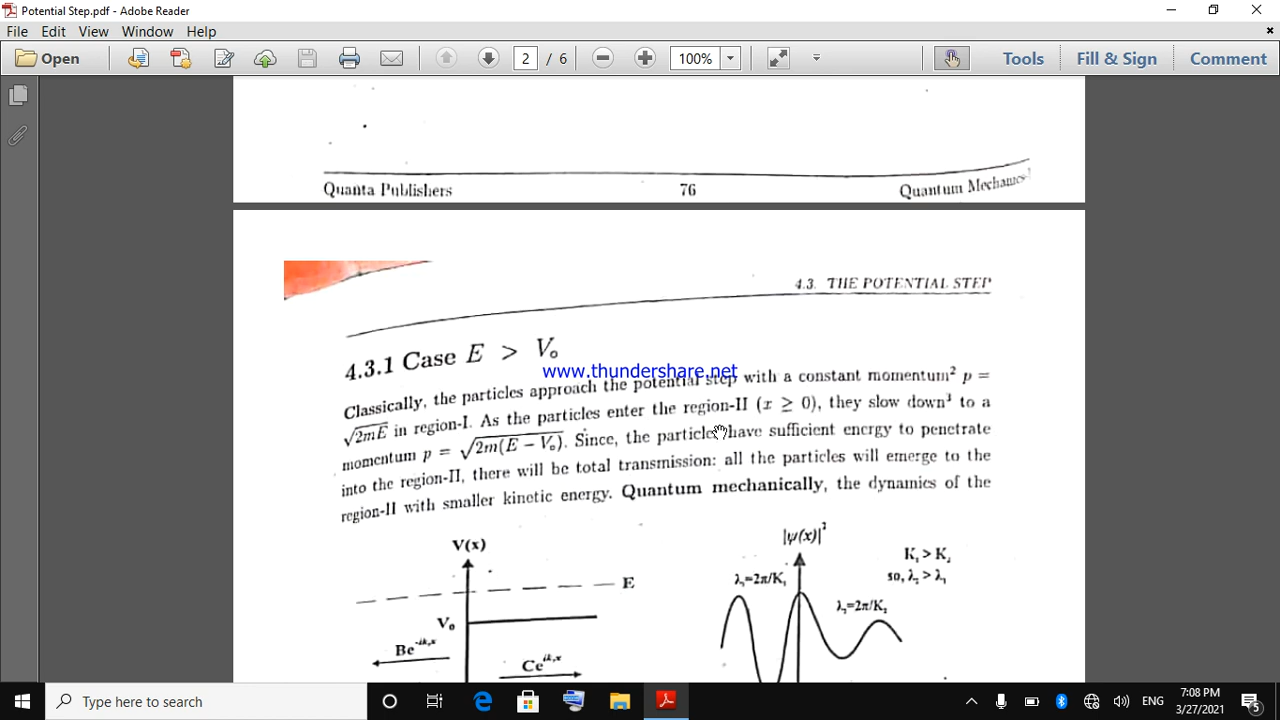 Potential Step.pdf - Adobe Reader
File Edit View Window Help
Open 2 / 6 100% Tools Fill & Sign Comment
Quanta Publishers 76 Quantum Mechanics-
4.3. THE POTENTIAL STEP
4.3.1 Case E > V₀
www.thundershare.net
Classically, the particles approach the potential step with a constant momentum² p =
√2mE in region-I. As the particles enter the region-II (x ≥ 0), they slow down³ to a
momentum p = √2m(E − V₀). Since, the particles have sufficient energy to penetrate
into the region-II, there will be total transmission: all the particles will emerge to the
region-II with smaller kinetic energy. Quantum mechanically, the dynamics of the
V(x) |ψ(x)|²
K₁ > K₂
so, λ₂ > λ₁
E λ₁=2π/K₁
λ₂=2π/K₂
V₀
Be^-ik₁x
Ce^ik₂x
Type here to search
ENG 7:08 PM
3/27/2021 5